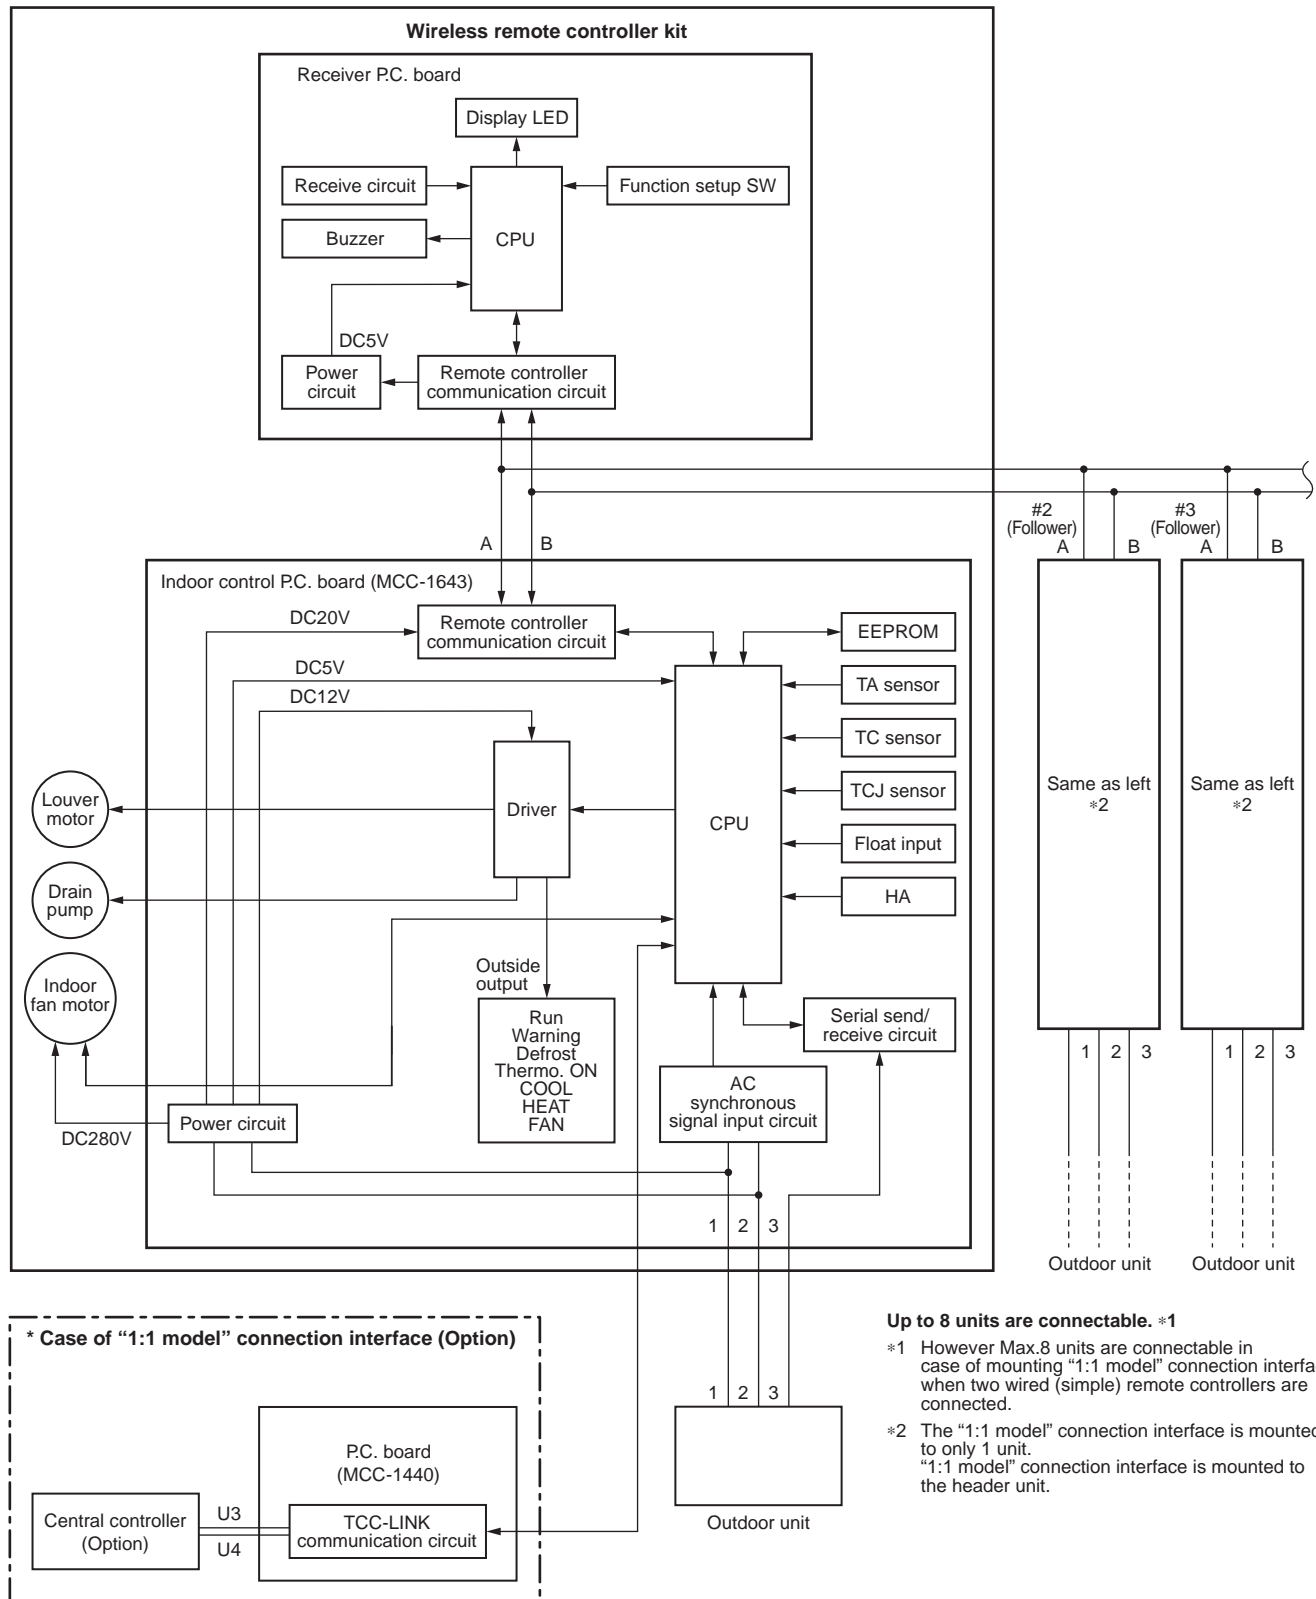 Wireless remote controller kit
Receiver P.C. board
Display LED
Receive circuit
Function setup SW
Buzzer
CPU
DC5V
Power
circuit
Remote controller
communication circuit
#2
(Follower)
A
B
#3
(Follower)
A
B
A
B
Indoor control P.C. board (MCC-1643)
DC20V
Remote controller
communication circuit
EEPROM
DC5V
TA sensor
DC12V
TC sensor
Louver
motor
Driver
CPU
TCJ sensor
Same as left
*2
Same as left
*2
Float input
Drain
pump
HA
Outside
output
Indoor
fan motor
Run
Warning
Defrost
Thermo. ON
COOL
HEAT
FAN
Serial send/
receive circuit
1 2 3
1 2 3
AC
synchronous
signal input circuit
Power circuit
DC280V
1 2 3
Outdoor unit
Outdoor unit
* Case of “1:1 model” connection interface (Option)
P.C. board
(MCC-1440)
Central controller
(Option)
U3
U4
TCC-LINK
communication circuit
1 2 3
Outdoor unit
Up to 8 units are connectable. *1
*1 However Max.8 units are connectable in
case of mounting “1:1 model” connection interfa
when two wired (simple) remote controllers are
connected.
*2 The “1:1 model” connection interface is mounted
to only 1 unit.
“1:1 model” connection interface is mounted to
the header unit.